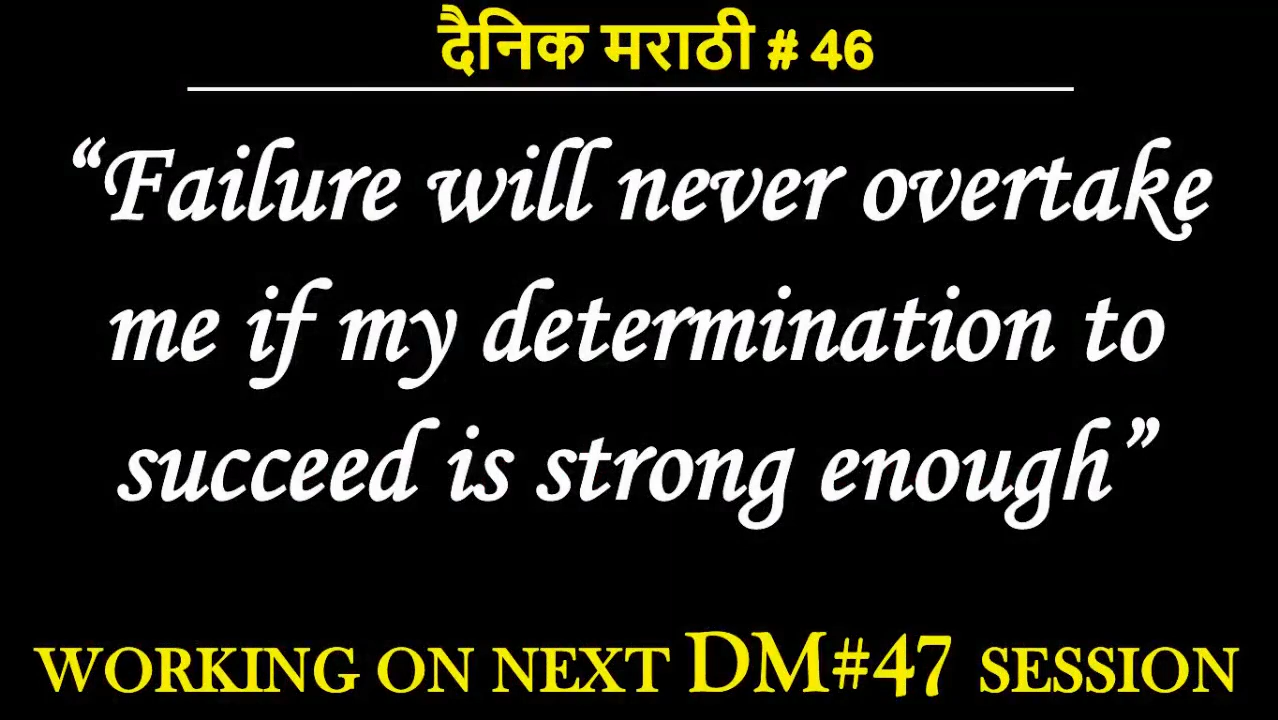 दैनिक मराठी # 46
“Failure will never overtake
me if my determination to
succeed is strong enough”
WORKING ON NEXT DM#47 SESSION